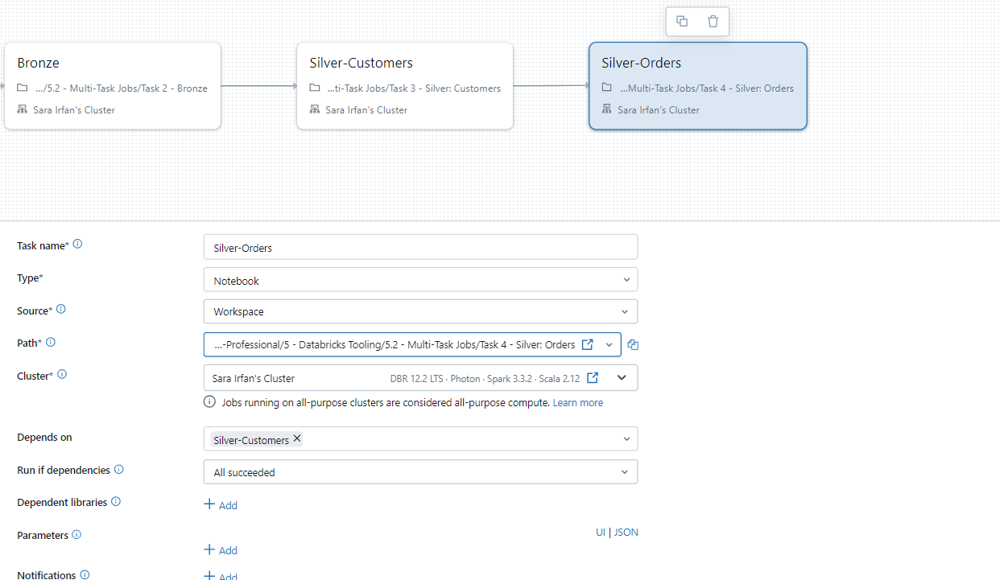 Bronze
.../5.2 - Multi-Task Jobs/Task 2 - Bronze
Sara Irfan's Cluster
Silver-Customers
...ti-Task Jobs/Task 3 - Silver: Customers
Sara Irfan's Cluster
Silver-Orders
...Multi-Task Jobs/Task 4 - Silver: Orders
Sara Irfan's Cluster
Task name*
Silver-Orders
Type*
Notebook
Source*
Workspace
Path*
...-Professional/5 - Databricks Tooling/5.2 - Multi-Task Jobs/Task 4 - Silver: Orders
Cluster*
Sara Irfan's Cluster DBR 12.2 LTS · Photon · Spark 3.3.2 · Scala 2.12
Jobs running on all-purpose clusters are considered all-purpose compute. Learn more
Depends on
Silver-Customers
Run if dependencies
All succeeded
Dependent libraries
+ Add
Parameters
UI | JSON
+ Add
Notifications
+ Add